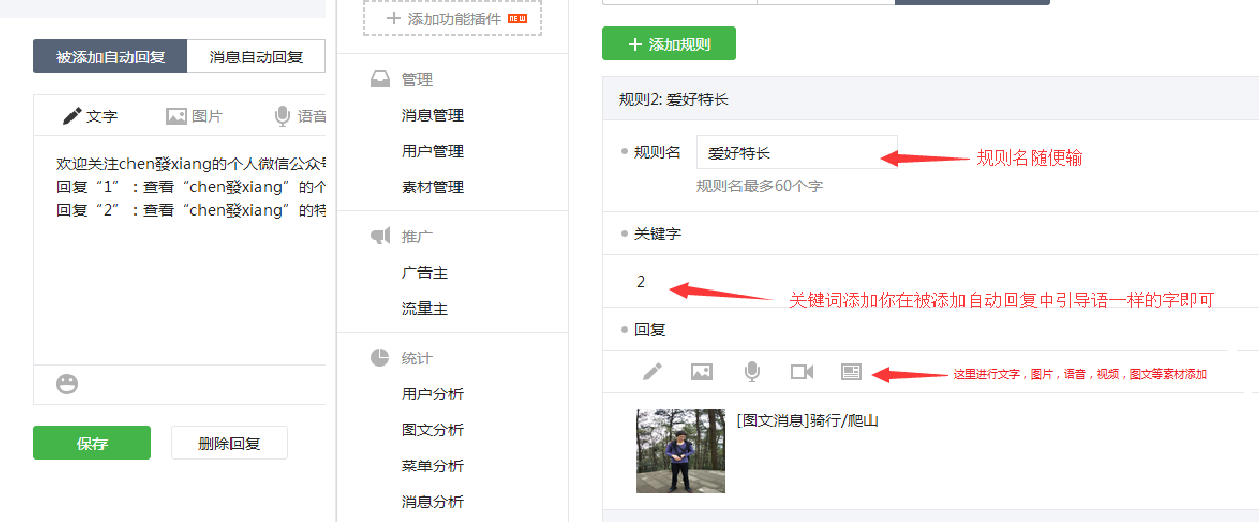 被添加自动回复
消息自动回复
文字
图片
语音
欢迎关注chen發xiang的个人微信公众号
回复“1”：查看“chen發xiang”的个
回复“2”：查看“chen發xiang”的特
保存
删除回复
添加功能插件 NEW
管理
消息管理
用户管理
素材管理
推广
广告主
流量主
统计
用户分析
图文分析
菜单分析
消息分析
添加规则
规则2: 爱好特长
规则名
爱好特长
规则名随便输
规则名最多60个字
关键字
2
关键词添加你在被添加自动回复中引导语一样的字即可
回复
这里进行文字，图片，语音，视频，图文等素材添加
[图文消息]骑行/爬山